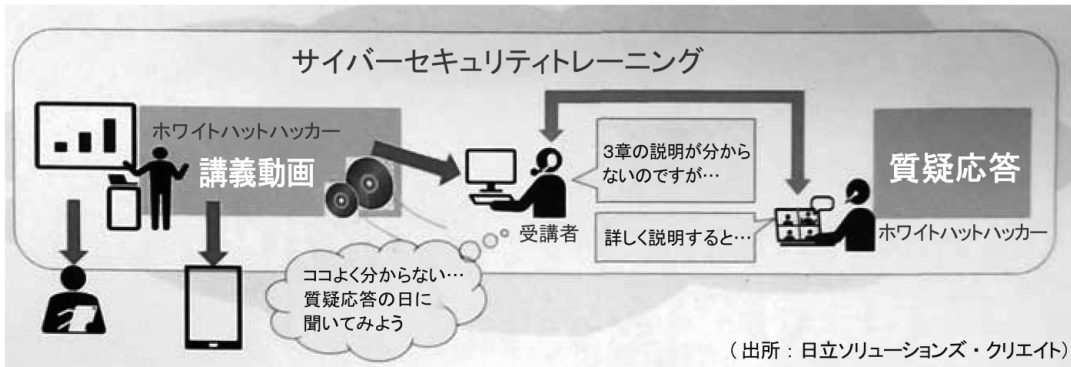 サイバーセキュリティトレーニング
ホワイトハットハッカー
講義動画
受講者
3章の説明が分から
ないのですが…
詳しく説明すると…
質疑応答
ホワイトハットハッカー
ココよく分からない…
質疑応答の日に
聞いてみよう
(出所:日立ソリューションズ・クリエイト)